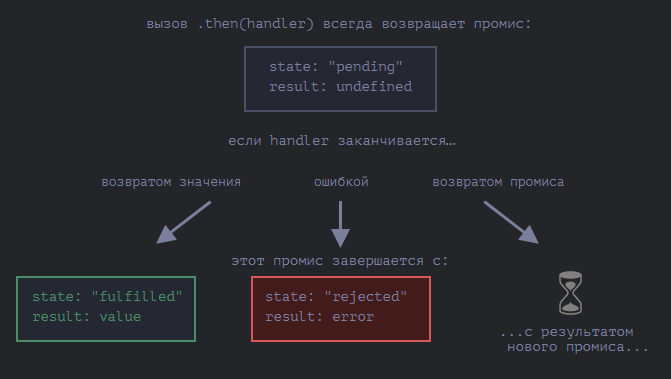 вызов .then(handler) всегда возвращает промис:
state: "pending"
result: undefined
если handler заканчивается…
возвратом значения
ошибкой
возвратом промиса
этот промис завершается с:
state: "fulfilled"
result: value
state: "rejected"
result: error
...с результатом
нового промиса...